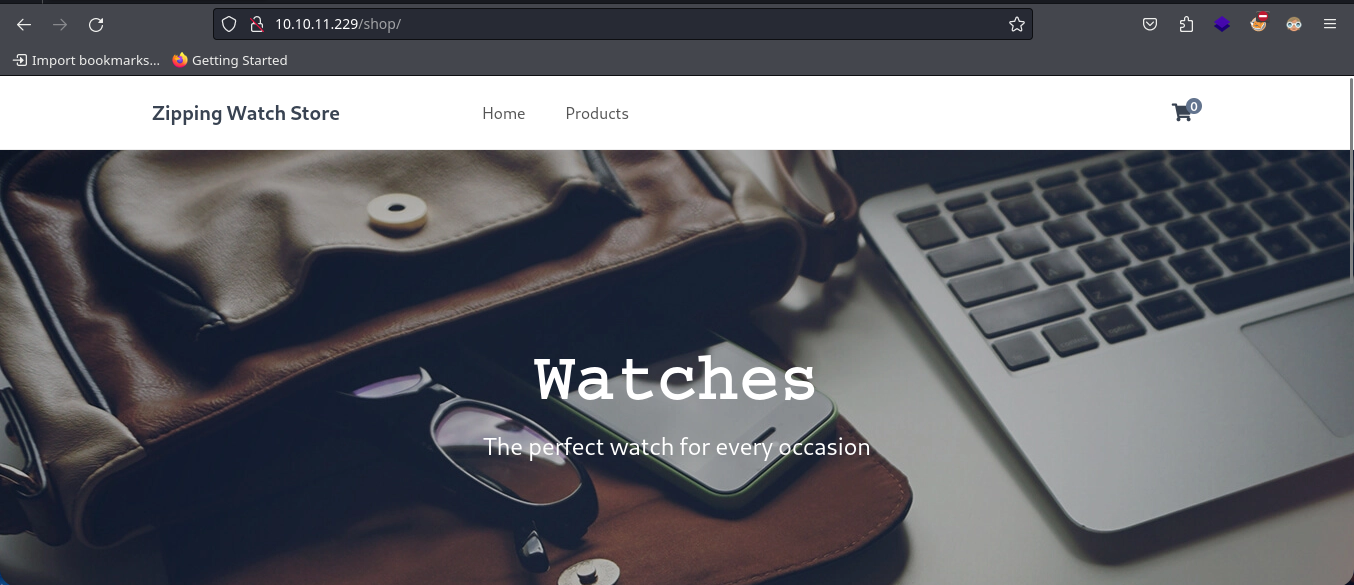 10.10.11.229/shop/
Import bookmarks... Getting Started
Zipping Watch Store Home Products 0
Watches
The perfect watch for every occasion